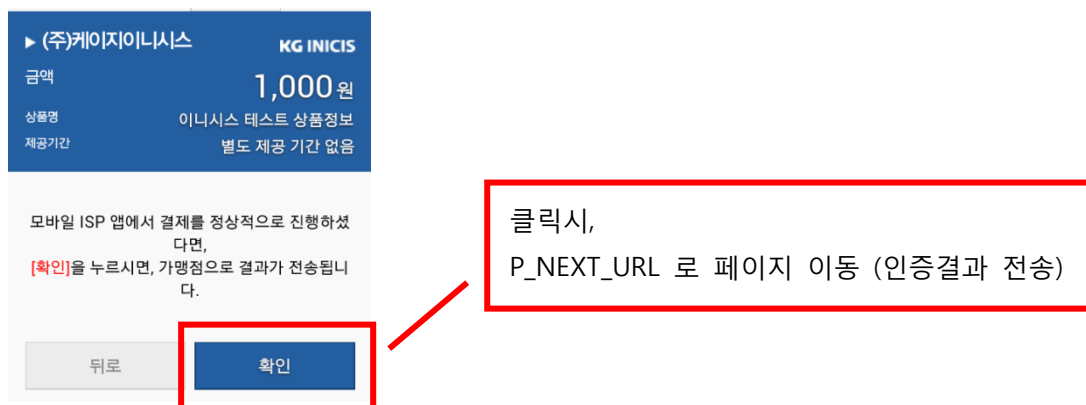 ▶ (주)케이지이니시스 KG INICIS
금액 1,000원
상품명 이니시스 테스트 상품정보
제공기간 별도 제공 기간 없음
모바일 ISP 앱에서 결제를 정상적으로 진행하셨
다면,
[확인]을 누르시면, 가맹점으로 결과가 전송됩니
다.
뒤로 확인
클릭시,
P_NEXT_URL 로 페이지 이동 (인증결과 전송)